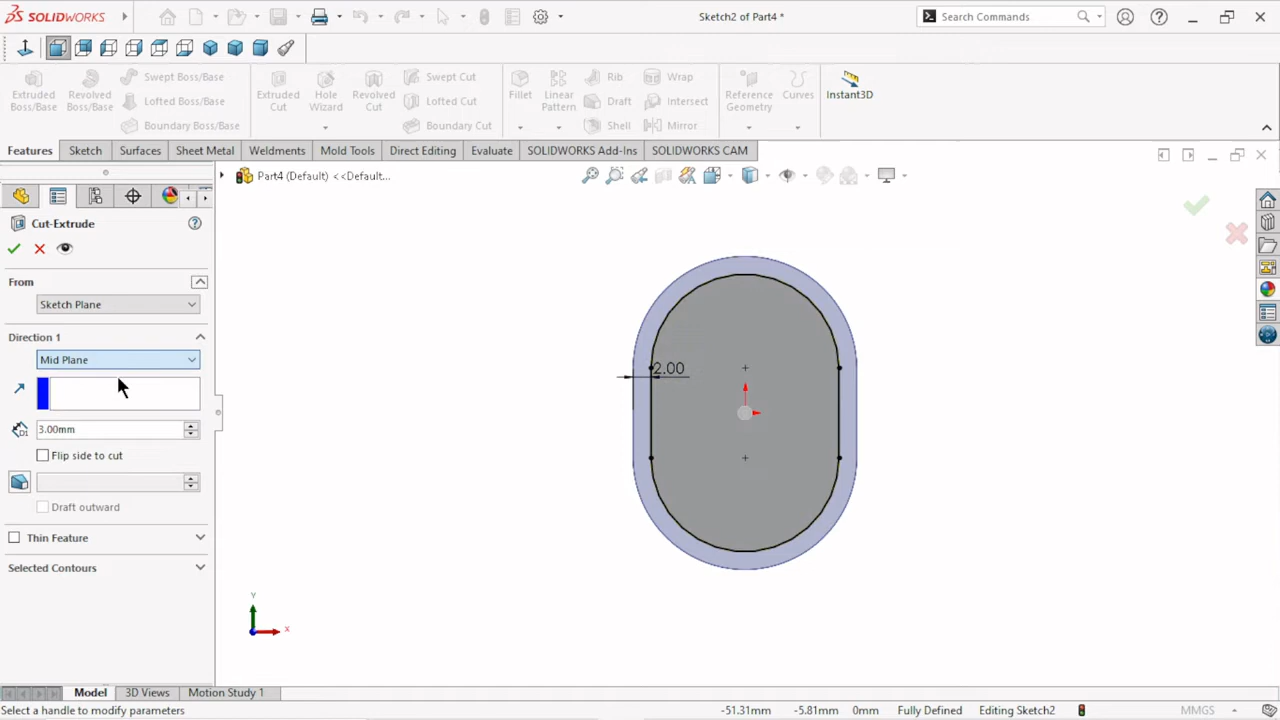 SOLIDWORKS
Sketch2 of Part4 *
Search Commands
Extruded Boss/Base
Revolved Boss/Base
Swept Boss/Base
Lofted Boss/Base
Boundary Boss/Base
Extruded Cut
Hole Wizard
Revolved Cut
Swept Cut
Lofted Cut
Boundary Cut
Fillet
Linear Pattern
Rib
Draft
Shell
Wrap
Intersect
Mirror
Reference Geometry
Curves
Instant3D
Features
Sketch
Surfaces
Sheet Metal
Weldments
Mold Tools
Direct Editing
Evaluate
SOLIDWORKS Add-Ins
SOLIDWORKS CAM
Part4 (Default) <<Default...
Cut-Extrude
From
Sketch Plane
Direction 1
Mid Plane
D1
3.00mm
Flip side to cut
Draft outward
Thin Feature
Selected Contours
2.00
Y
X
Model
3D Views
Motion Study 1
Select a handle to modify parameters
-51.31mm
-5.81mm
0mm
Fully Defined
Editing Sketch2
MMGS